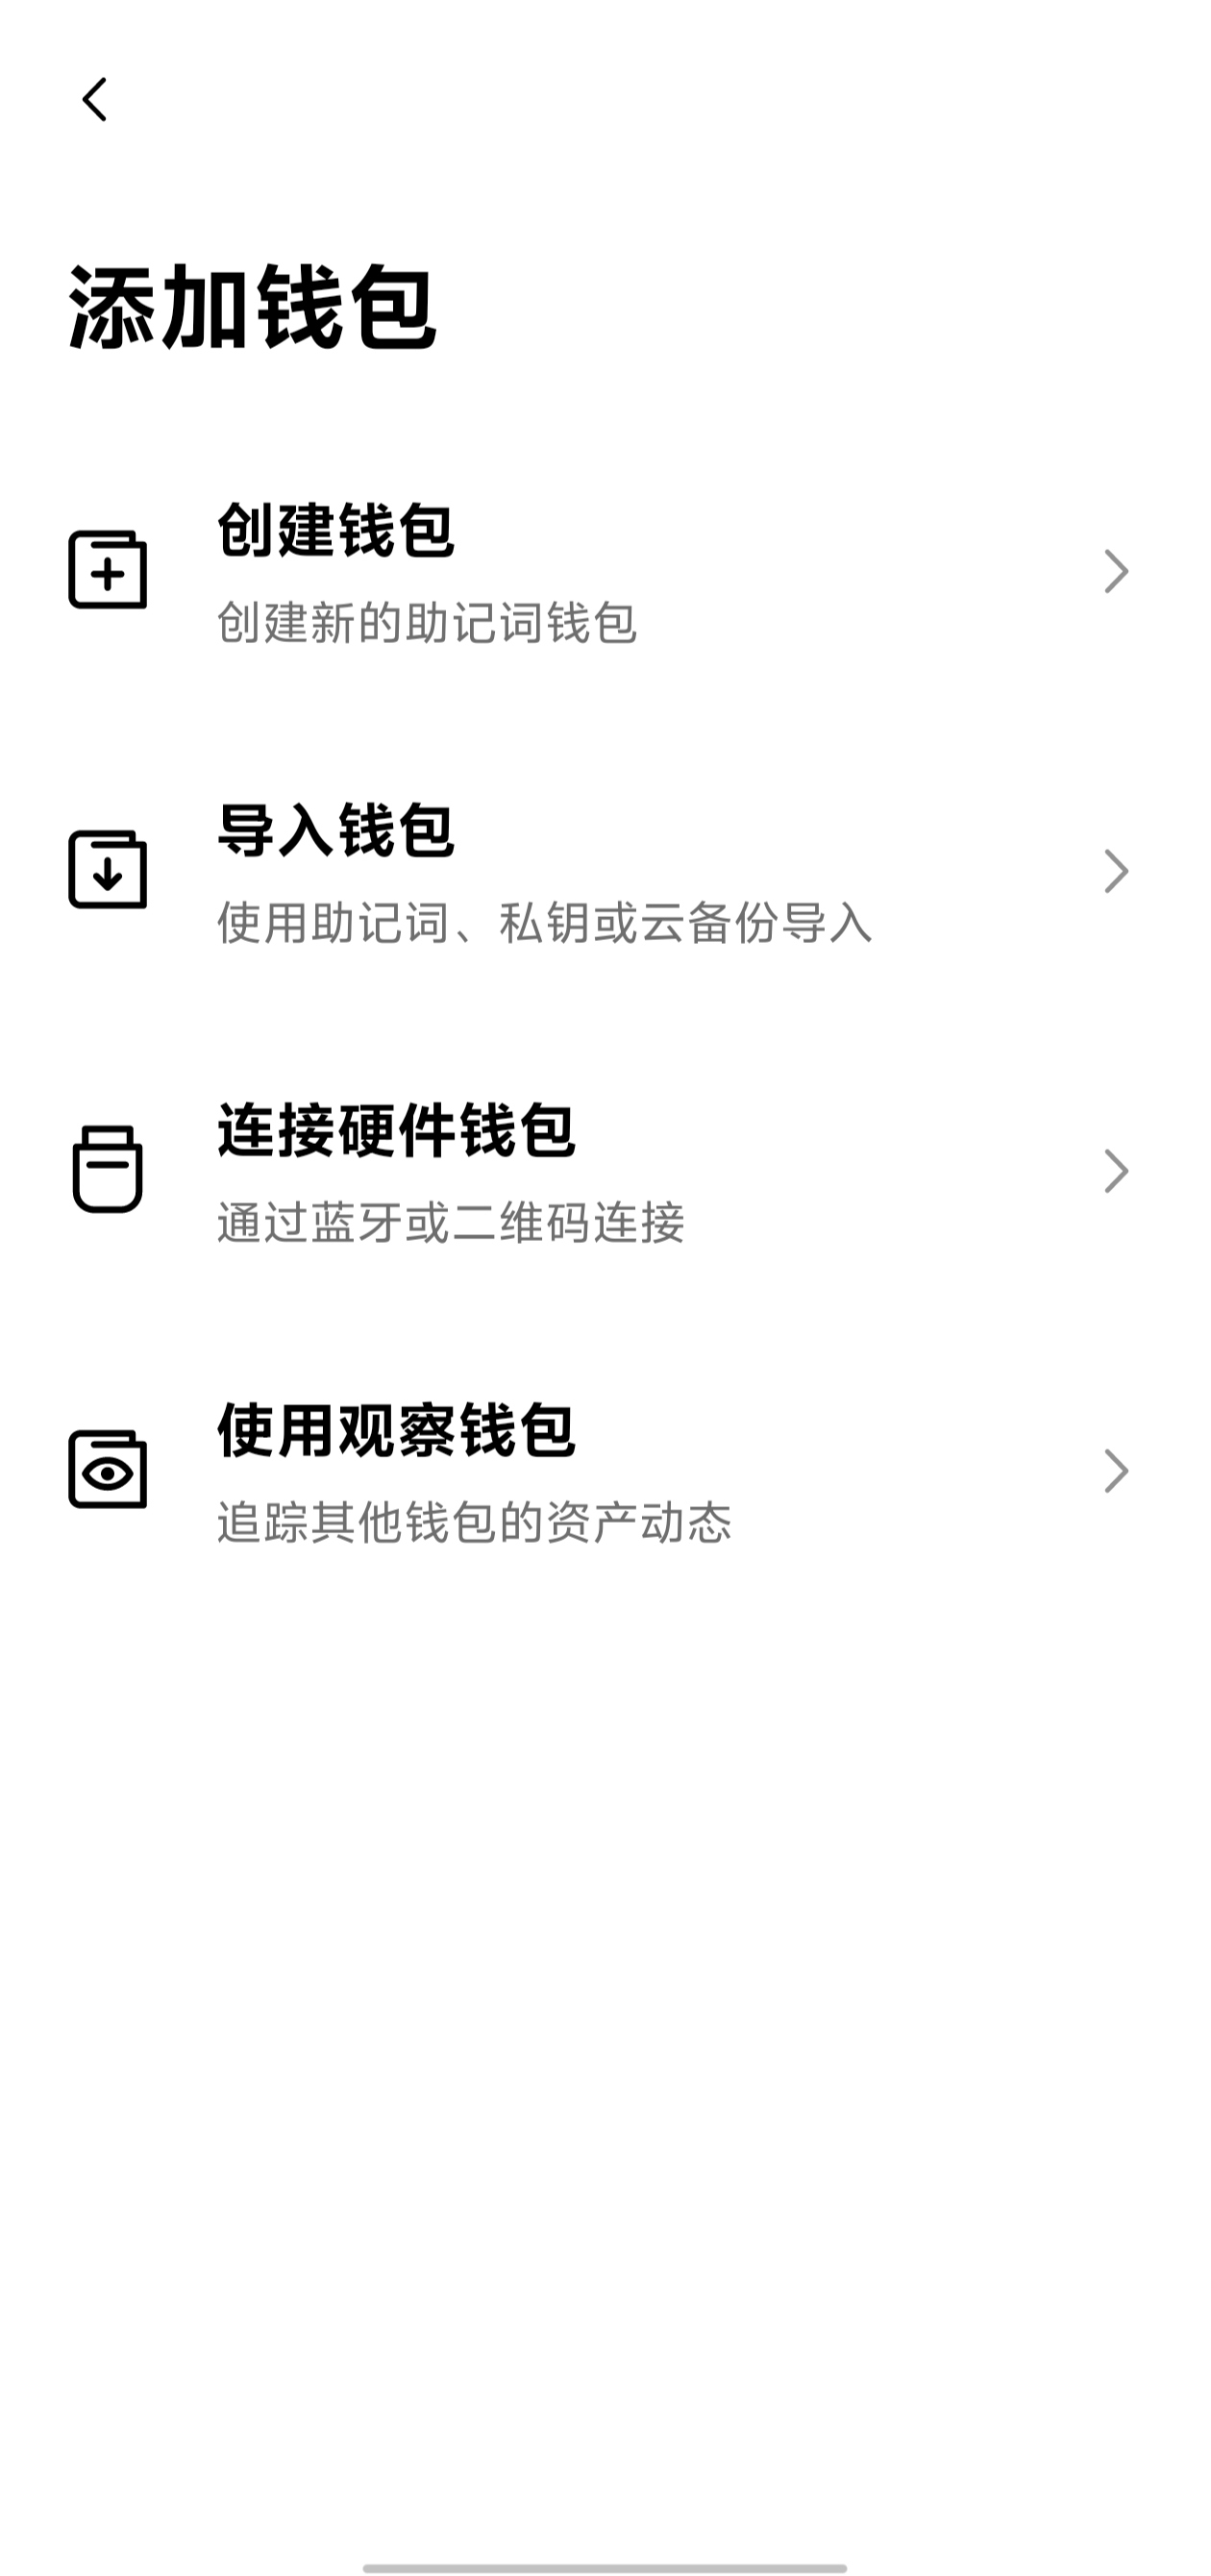 添加钱包
创建钱包
创建新的助记词钱包
导入钱包
使用助记词、私钥或云备份导入
连接硬件钱包
通过蓝牙或二维码连接
使用观察钱包
追踪其他钱包的资产动态